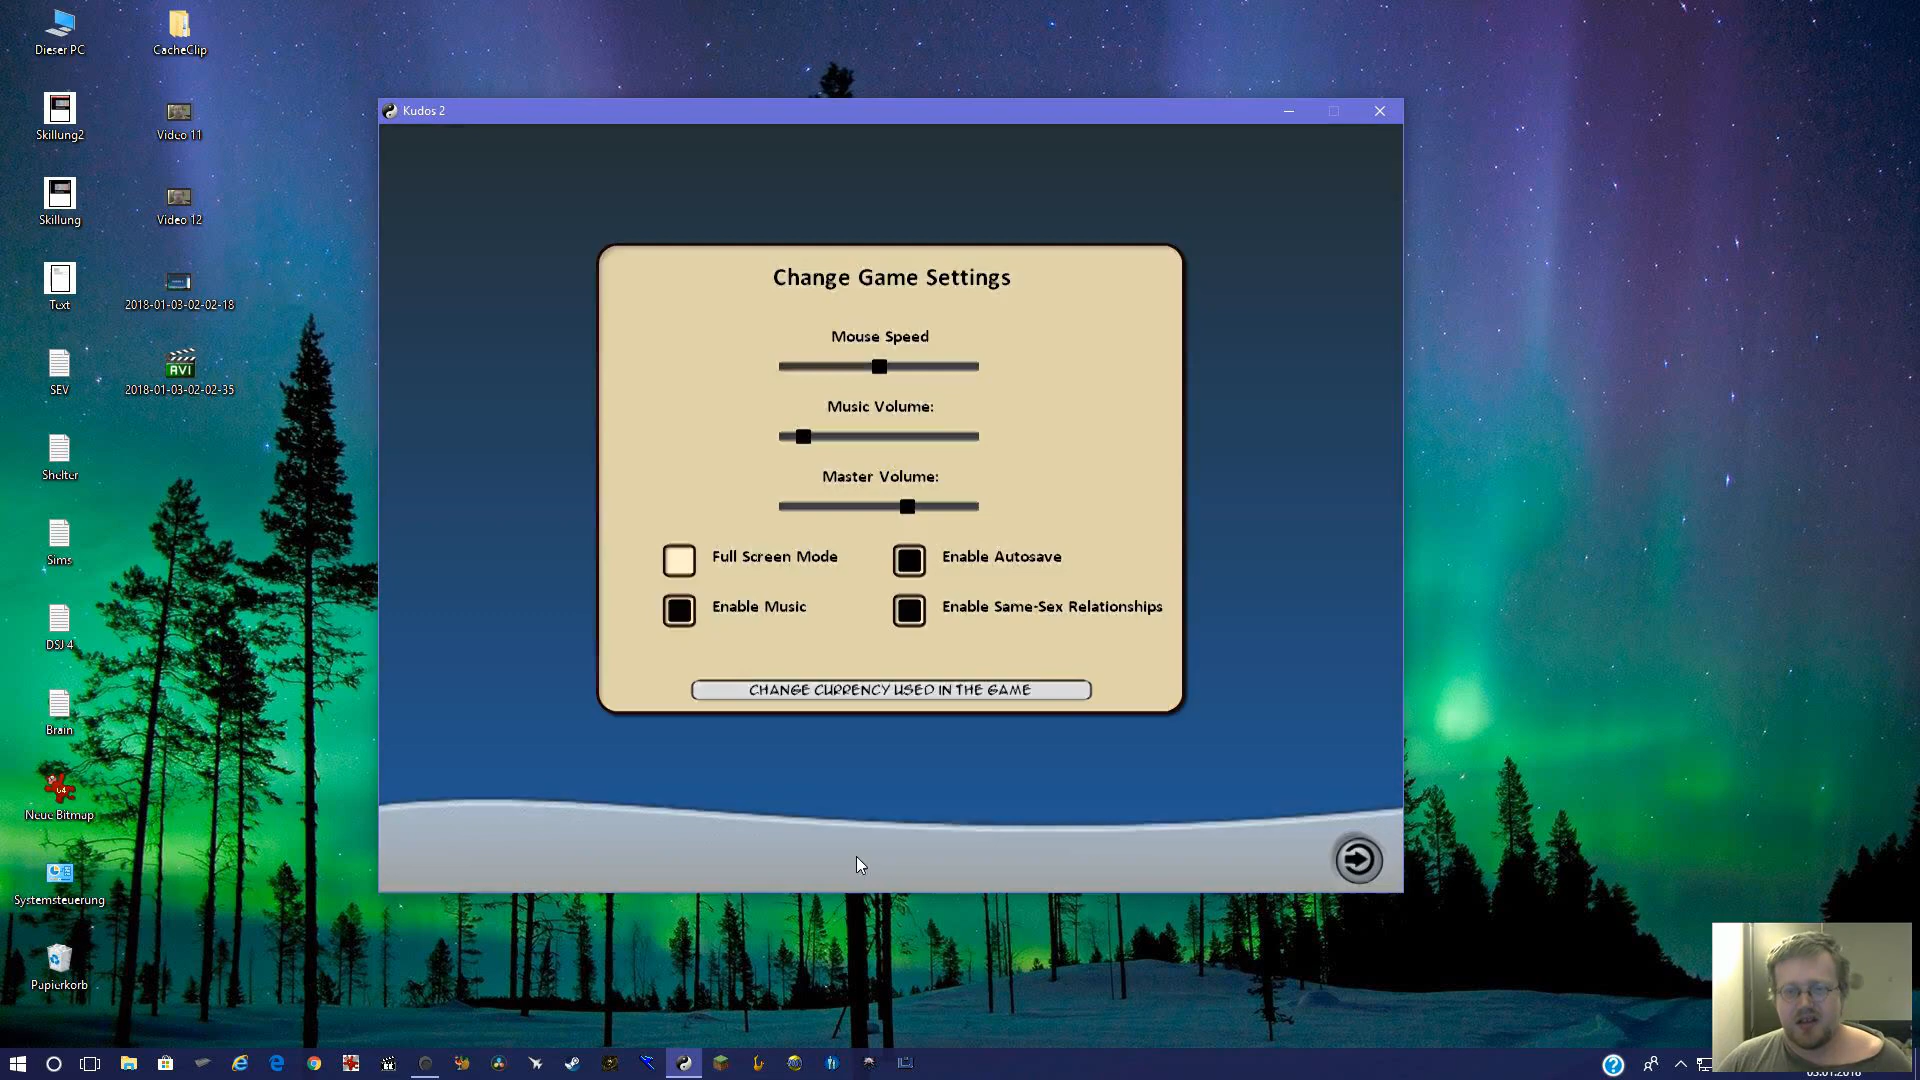 Dieser PC
CacheClip
Skillung2
Video 11
Skillung
Video 12
Text
2018-01-03-02-02-18
SEV
AVI
2018-01-03-02-02-35
Shelter
Sims
DSJ 4
Brain
Neue Bitmap
Systemsteuerung
Papierkorb
Kudos 2
Change Game Settings
Mouse Speed
Music Volume:
Master Volume:
Full Screen Mode
Enable Autosave
Enable Music
Enable Same-Sex Relationships
CHANGE CURRENCY USED IN THE GAME